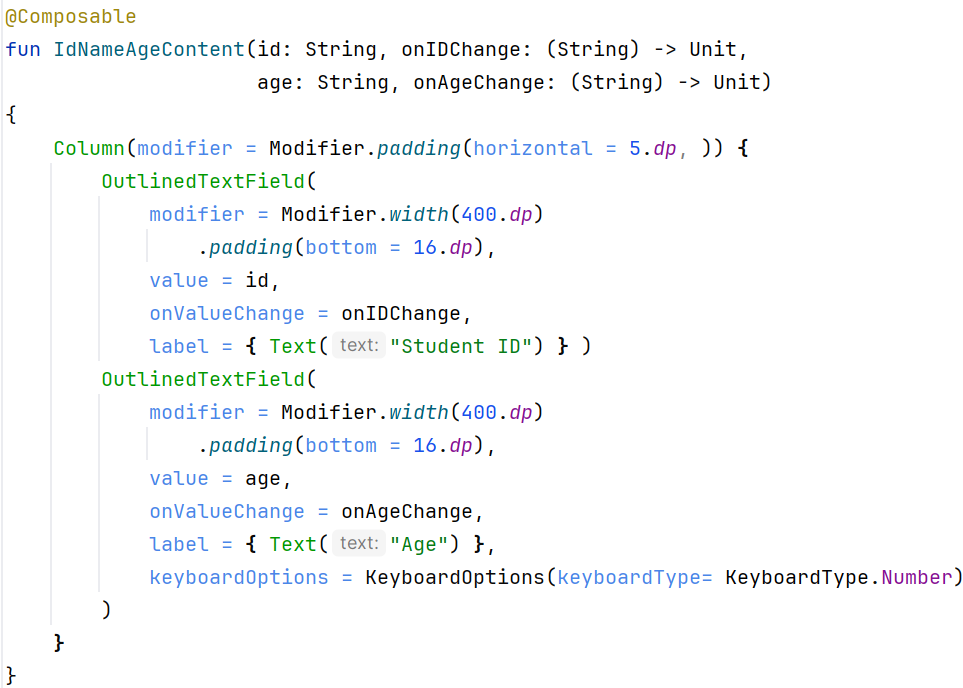 @Composable
fun IdNameAgeContent(id: String, onIDChange: (String) -> Unit,
                     age: String, onAgeChange: (String) -> Unit)
{
    Column(modifier = Modifier.padding(horizontal = 5.dp, )) {
        OutlinedTextField(
            modifier = Modifier.width(400.dp)
                .padding(bottom = 16.dp),
            value = id,
            onValueChange = onIDChange,
            label = { Text( text: "Student ID") } )
        OutlinedTextField(
            modifier = Modifier.width(400.dp)
                .padding(bottom = 16.dp),
            value = age,
            onValueChange = onAgeChange,
            label = { Text( text: "Age") },
            keyboardOptions = KeyboardOptions(keyboardType= KeyboardType.Number)
        )
    }
}